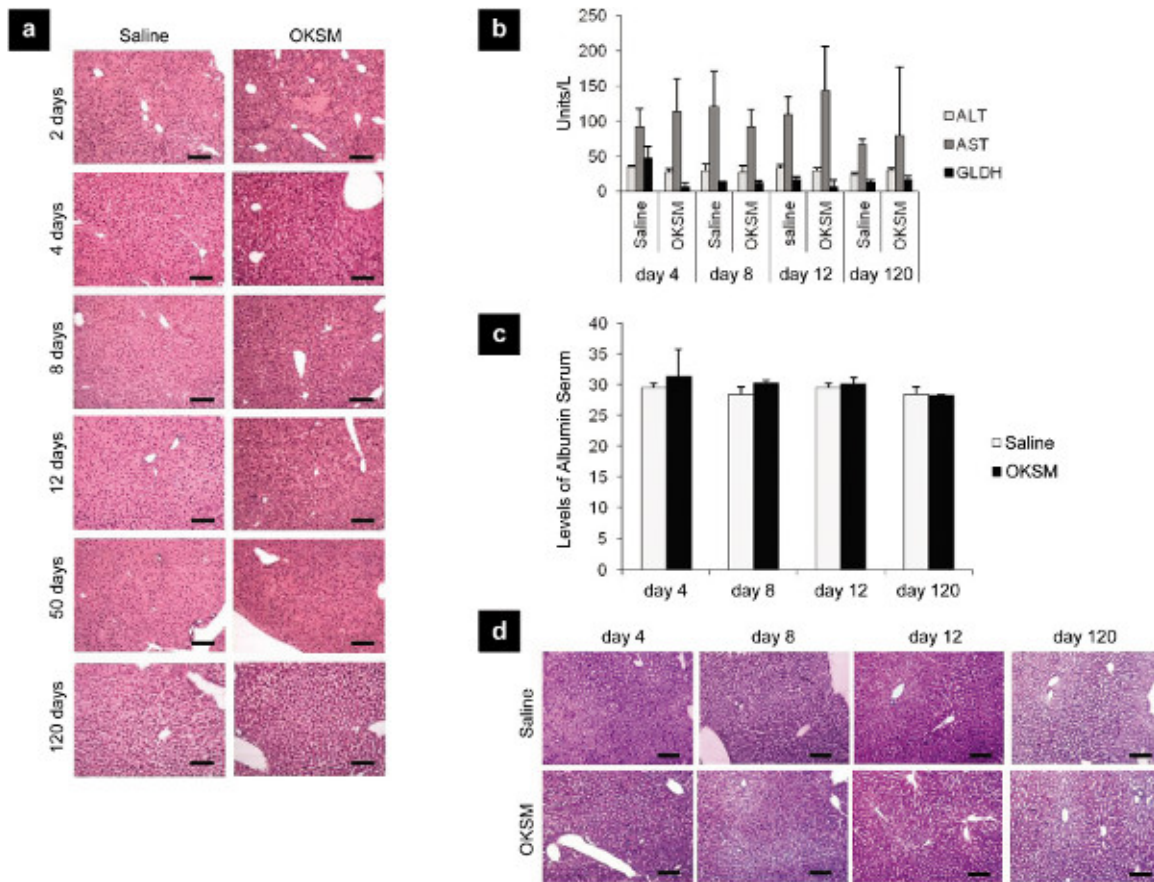 a
Saline OKSM
2 days
4 days
8 days
12 days
50 days
120 days
b
Units/L
250
200
150
100
50
0
ALT
AST
GLDH
Saline OKSM Saline OKSM saline OKSM Saline OKSM
day 4 day 8 day 12 day 120
c
Levels of Albumin Serum
40
35
30
25
20
15
10
5
0
Saline
OKSM
day 4 day 8 day 12 day 120
d
day 4 day 8 day 12 day 120
Saline
OKSM